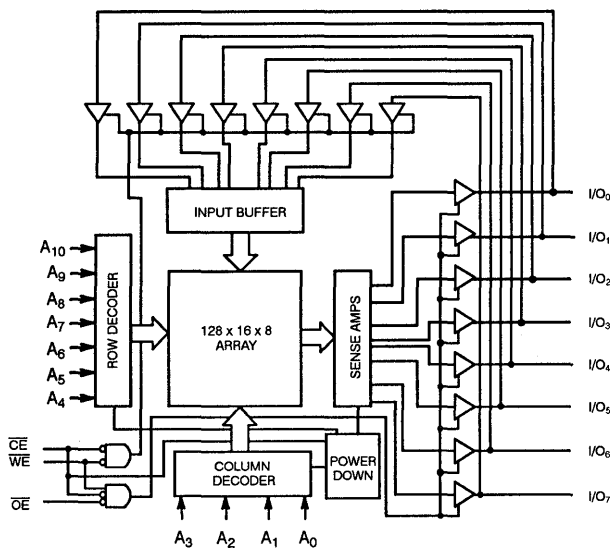 INPUT BUFFER
I/O0
I/O1
I/O2
I/O3
I/O4
I/O5
I/O6
I/O7
A10
A9
A8
A7
A6
A5
A4
ROW DECODER
128 x 16 x 8
ARRAY
SENSE AMPS
CE
WE
OE
COLUMN
DECODER
POWER
DOWN
A3
A2
A1
A0